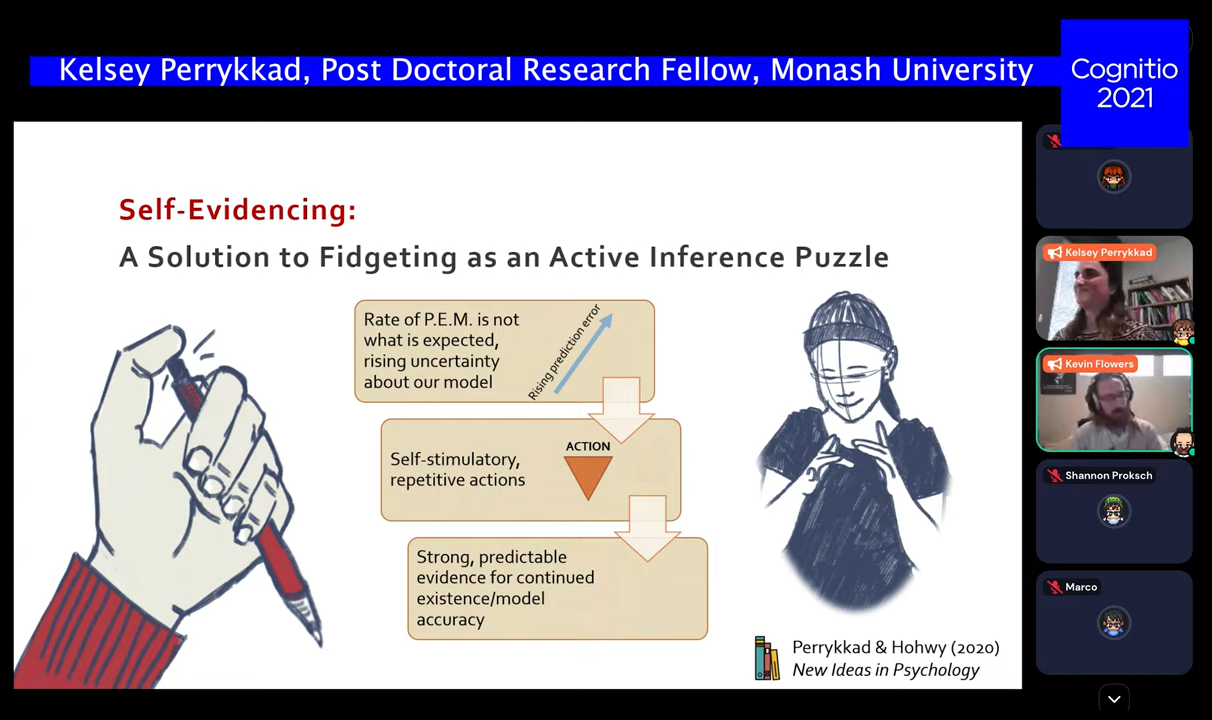 Kelsey Perrykkad, Post Doctoral Research Fellow, Monash University
Cognitio
2021
Self-Evidencing:
A Solution to Fidgeting as an Active Inference Puzzle
Rate of P.E.M. is not
what is expected,
rising uncertainty
about our model
Rising prediction error
Self-stimulatory,
repetitive actions
ACTION
Strong, predictable
evidence for continued
existence/model
accuracy
Perrykkad & Hohwy (2020)
New Ideas in Psychology
Kelsey Perrykkad
Kevin Flowers
Shannon Proksch
Marco